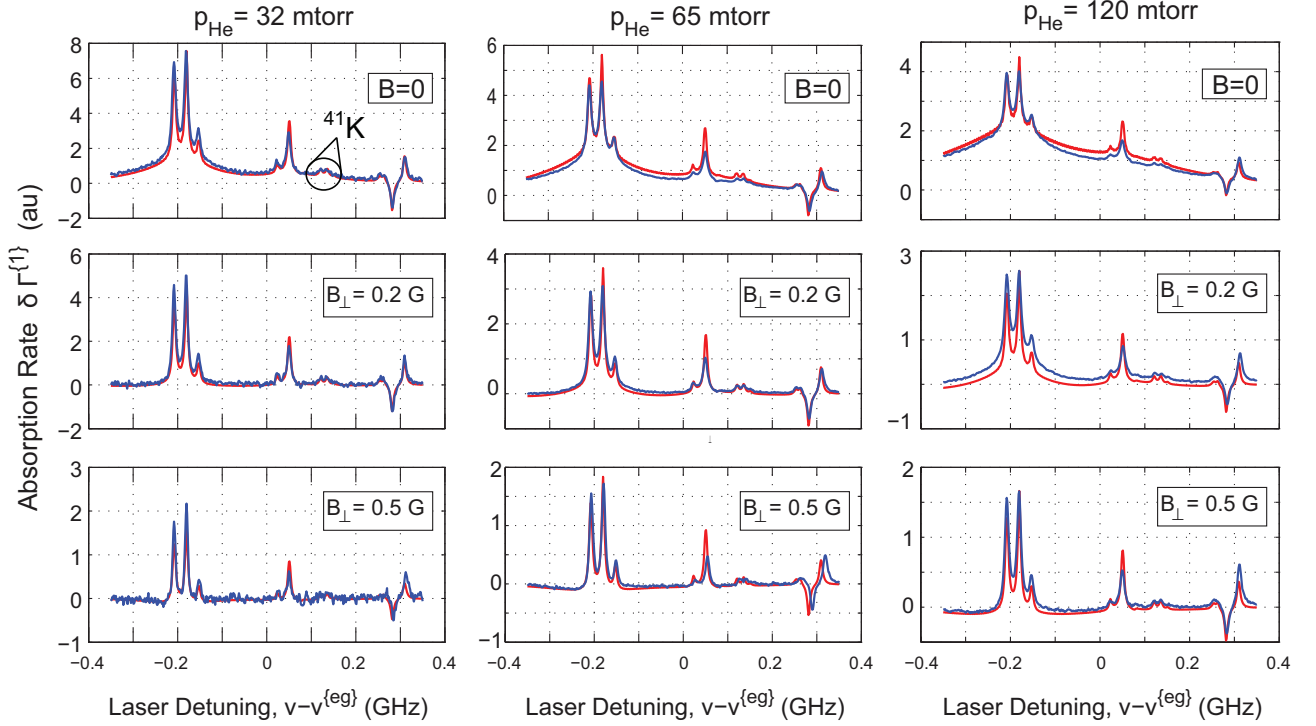 p_He = 32 mtorr
p_He = 65 mtorr
p_He = 120 mtorr
Absorption Rate δ Γ^{1} (au)
8
6
4
2
0
−2
B=0
41K
6
4
2
0
B=0
4
2
0
B=0
6
4
2
0
−2
B⊥ = 0.2 G
4
2
0
B⊥ = 0.2 G
3
1
−1
B⊥ = 0.2 G
3
2
1
0
−1
B⊥ = 0.5 G
2
1
0
−1
B⊥ = 0.5 G
2
1
0
B⊥ = 0.5 G
−0.4 −0.2 0 0.2 0.4
−0.4 −0.2 0 0.2 0.4
−0.4 −0.2 0 0.2 0.4
Laser Detuning, ν−ν^{eg} (GHz)
Laser Detuning, ν−ν^{eg} (GHz)
Laser Detuning, ν−ν^{eg} (GHz)